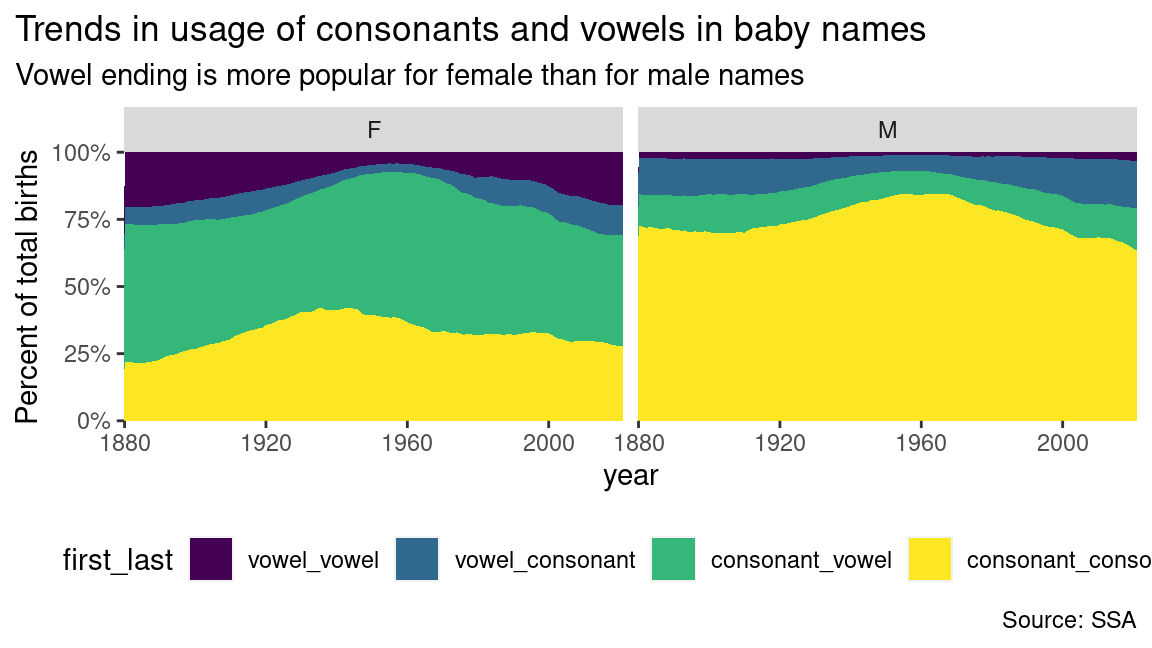 Trends in usage of consonants and vowels in baby names
Vowel ending is more popular for female than for male names
F M
Percent of total births
100%
75%
50%
25%
0%
1880 1920 1960 2000 1880 1920 1960 2000
year
first_last vowel_vowel vowel_consonant consonant_vowel consonant_conso
Source: SSA